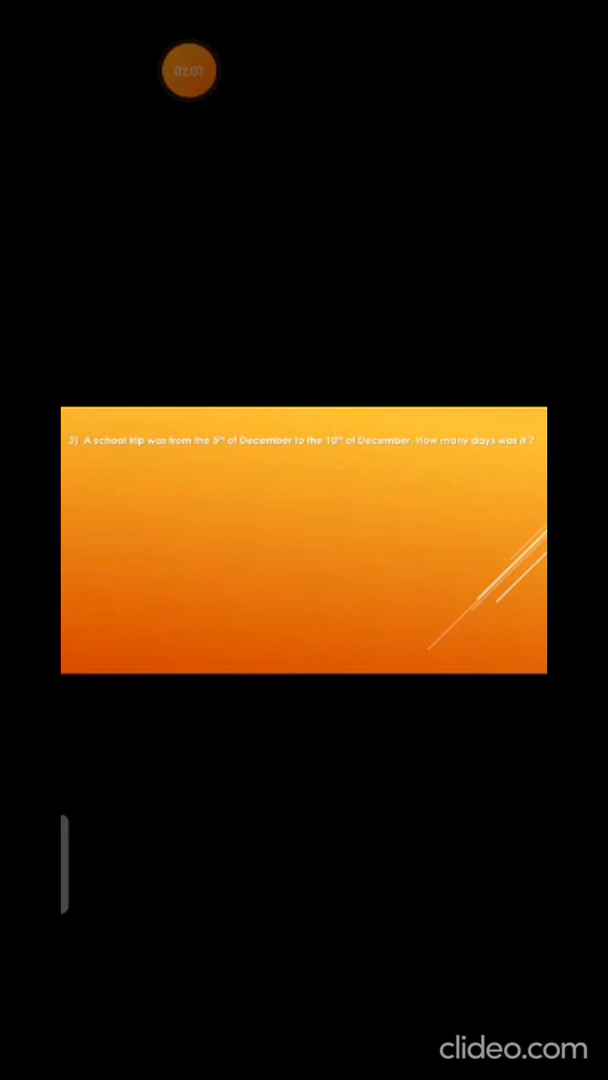 02:03
3) A school trip was from the 5th of December to the 10th of December. How many days was it ?
clideo.com